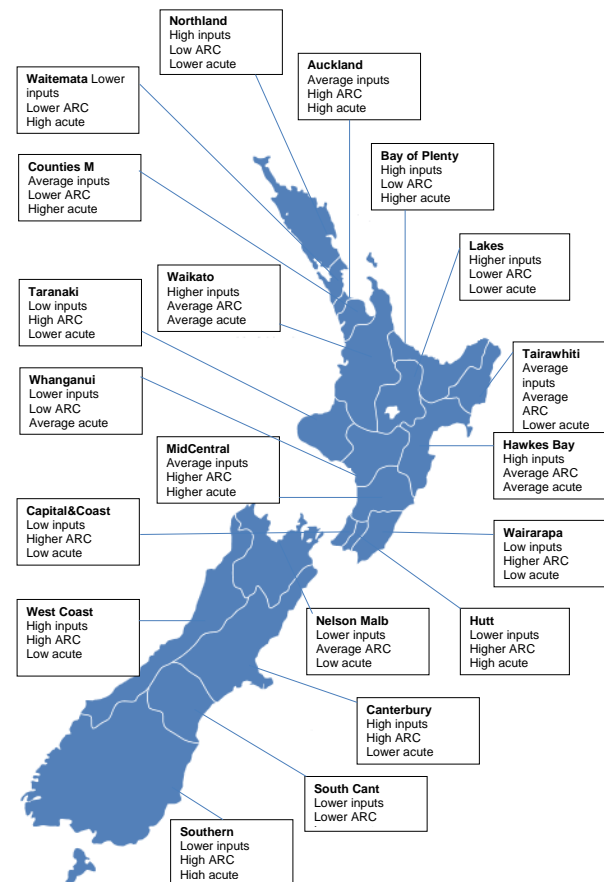 Northland
High inputs
Low ARC
Lower acute
Auckland
Average inputs
High ARC
High acute
Waitemata Lower
inputs
Lower ARC
High acute
Bay of Plenty
High inputs
Low ARC
Higher acute
Counties M
Average inputs
Lower ARC
Higher acute
Lakes
Higher inputs
Lower ARC
Lower acute
Waikato
Higher inputs
Average ARC
Average acute
Taranaki
Low inputs
High ARC
Lower acute
Tairawhiti
Average
inputs
Average
ARC
Lower acute
Whanganui
Lower inputs
Low ARC
Average acute
Hawkes Bay
High inputs
Average ARC
Average acute
MidCentral
Average inputs
Higher ARC
Higher acute
Capital&Coast
Low inputs
Higher ARC
Low acute
Wairarapa
Low inputs
Higher ARC
Low acute
West Coast
High inputs
High ARC
Low acute
Nelson Malb
Lower inputs
Average ARC
Low acute
Hutt
Lower inputs
Higher ARC
High acute
Canterbury
High inputs
High ARC
Lower acute
South Cant
Lower inputs
Lower ARC
Southern
Lower inputs
High ARC
High acute